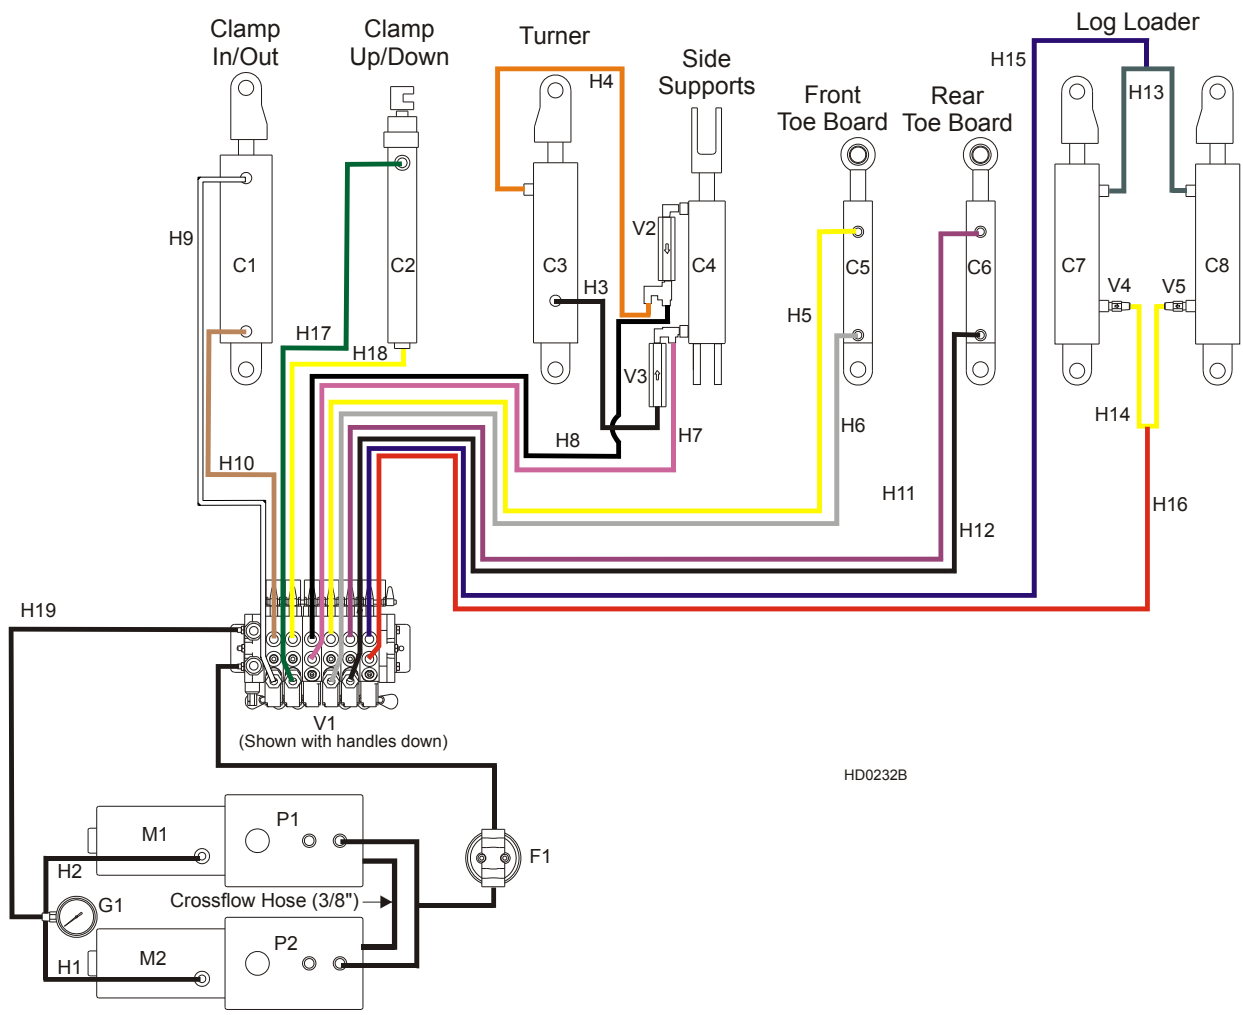 Clamp
In/Out
Clamp
Up/Down
Turner
Side
Supports
Front
Toe Board
Rear
Toe Board
Log Loader
H15
H4
H13
H9
V2
C1
C2
C3
C4
C5
C6
C7
C8
H3
V4
V5
H5
H17
H18
V3
H14
H6
H7
H8
H10
H11
H16
H12
H19
V1
(Shown with handles down)
HD0232B
M1
P1
F1
H2
Crossflow Hose (3/8")
G1
P2
M2
H1